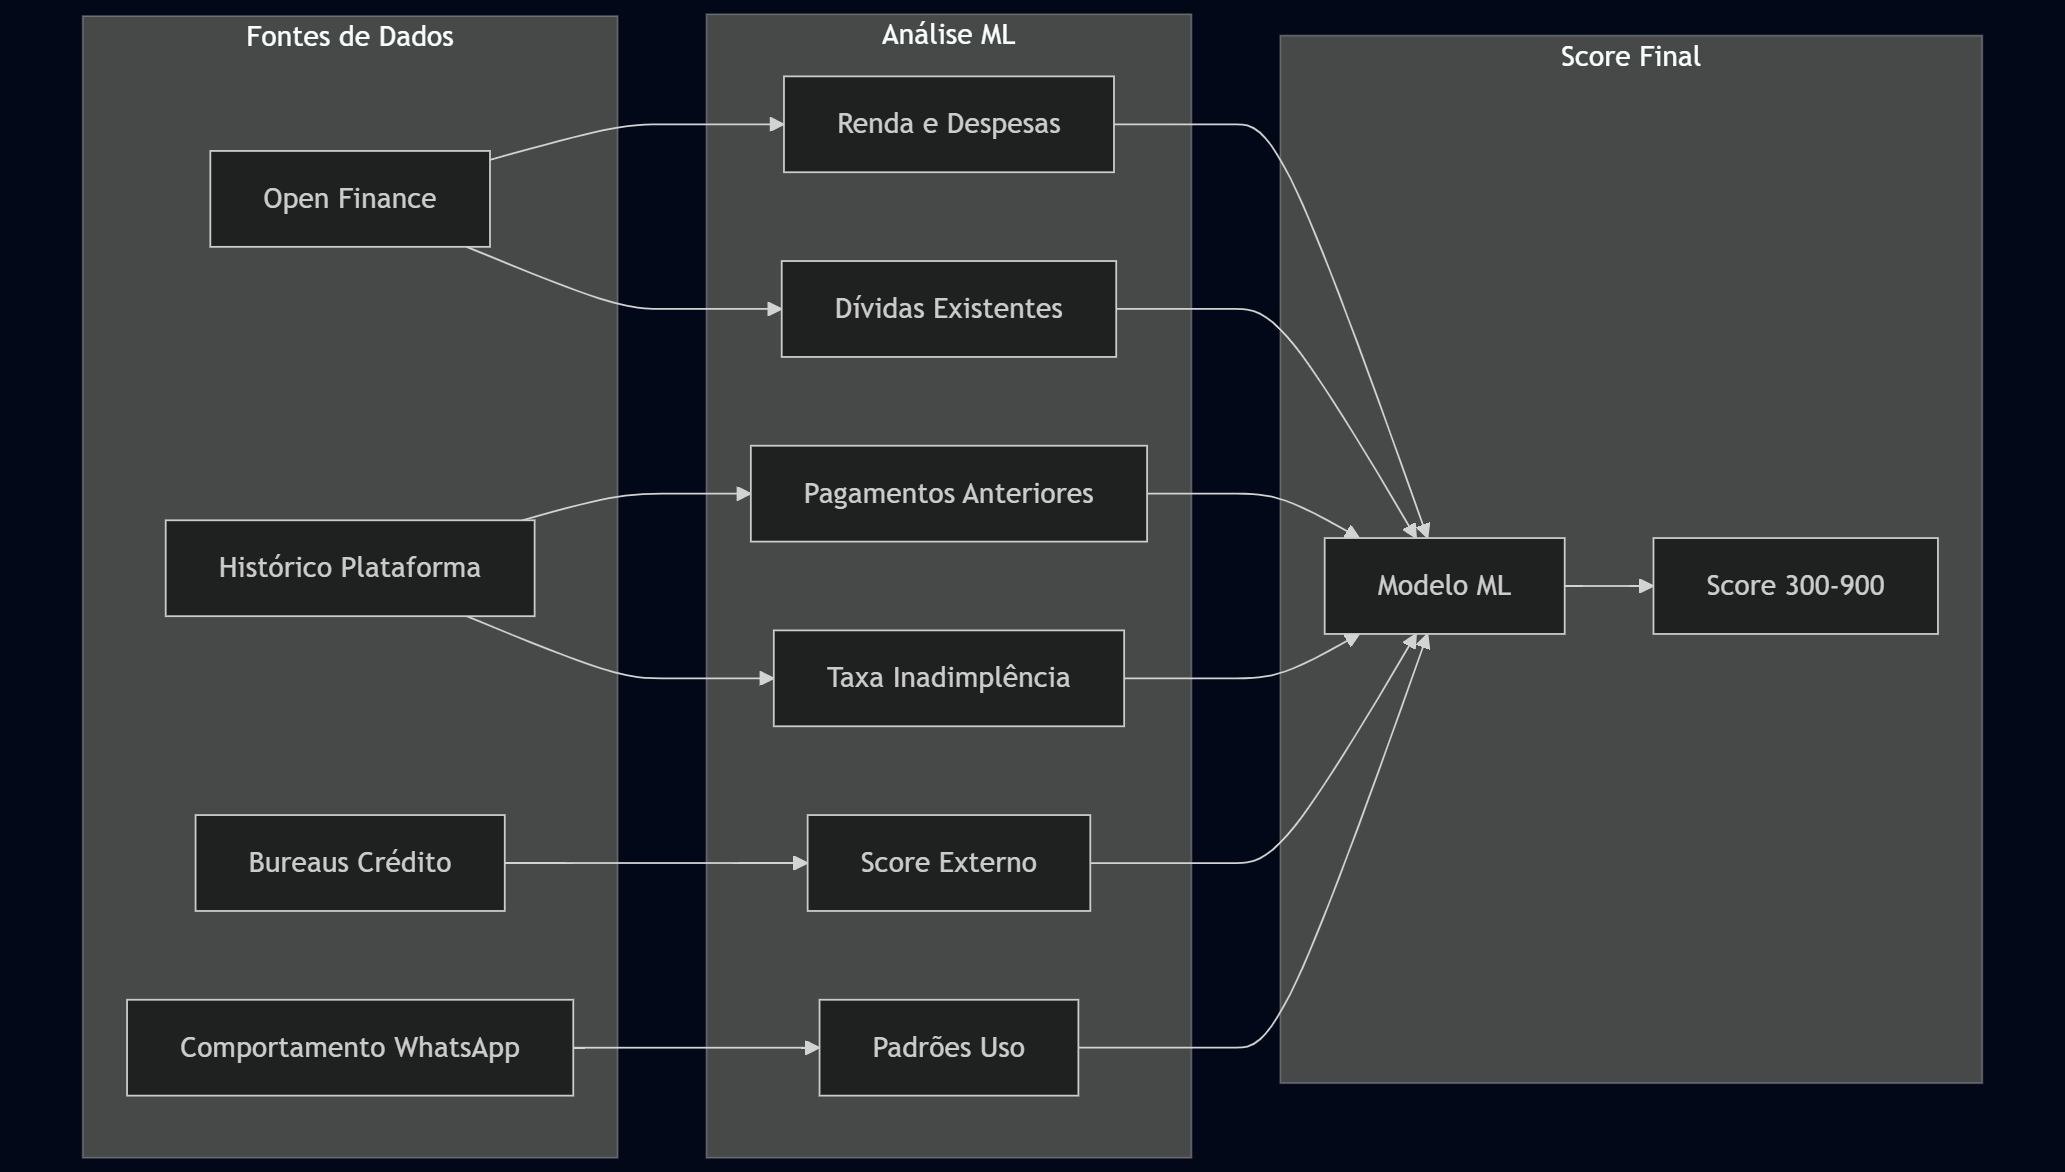 Fontes de Dados
Open Finance
Histórico Plataforma
Bureaus Crédito
Comportamento WhatsApp
Análise ML
Renda e Despesas
Dívidas Existentes
Pagamentos Anteriores
Taxa Inadimplência
Score Externo
Padrões Uso
Score Final
Modelo ML
Score 300-900